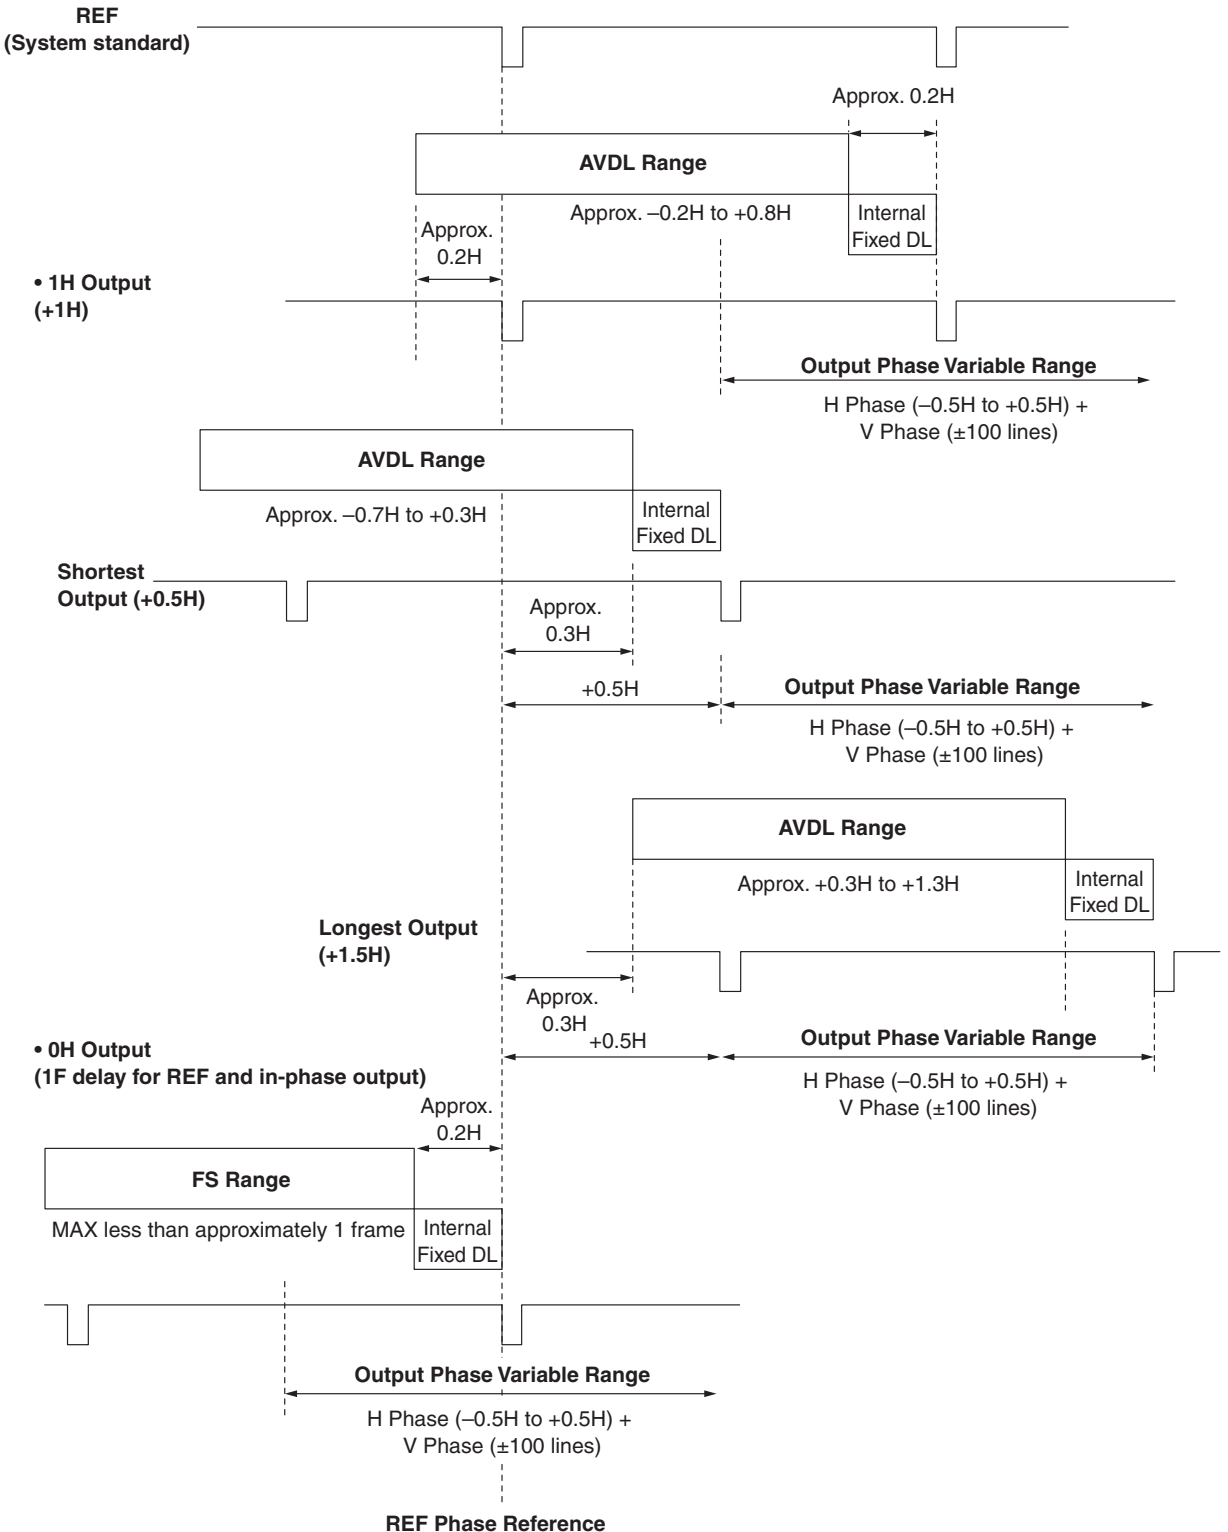 REF
(System standard)
Approx. 0.2H
AVDL Range
Approx. –0.2H to +0.8H
Internal
Fixed DL
Approx.
0.2H
• 1H Output
(+1H)
Output Phase Variable Range
H Phase (–0.5H to +0.5H) +
V Phase (±100 lines)
AVDL Range
Approx. –0.7H to +0.3H
Internal
Fixed DL
Shortest
Output (+0.5H)
Approx.
0.3H
+0.5H
Output Phase Variable Range
H Phase (–0.5H to +0.5H) +
V Phase (±100 lines)
AVDL Range
Approx. +0.3H to +1.3H
Internal
Fixed DL
Longest Output
(+1.5H)
Approx.
0.3H
+0.5H
Output Phase Variable Range
H Phase (–0.5H to +0.5H) +
V Phase (±100 lines)
• 0H Output
(1F delay for REF and in-phase output)
Approx.
0.2H
FS Range
MAX less than approximately 1 frame
Internal
Fixed DL
Output Phase Variable Range
H Phase (–0.5H to +0.5H) +
V Phase (±100 lines)
REF Phase Reference